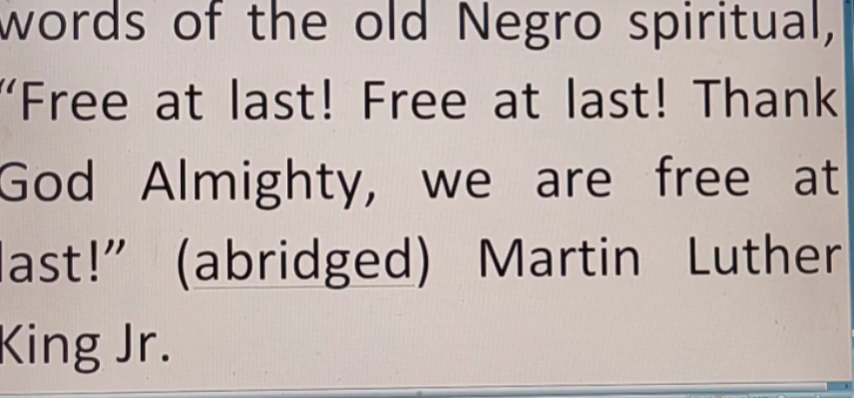 words of the old Negro spiritual,
“Free at last! Free at last! Thank
God Almighty, we are free at
last!” (abridged) Martin Luther
King Jr.